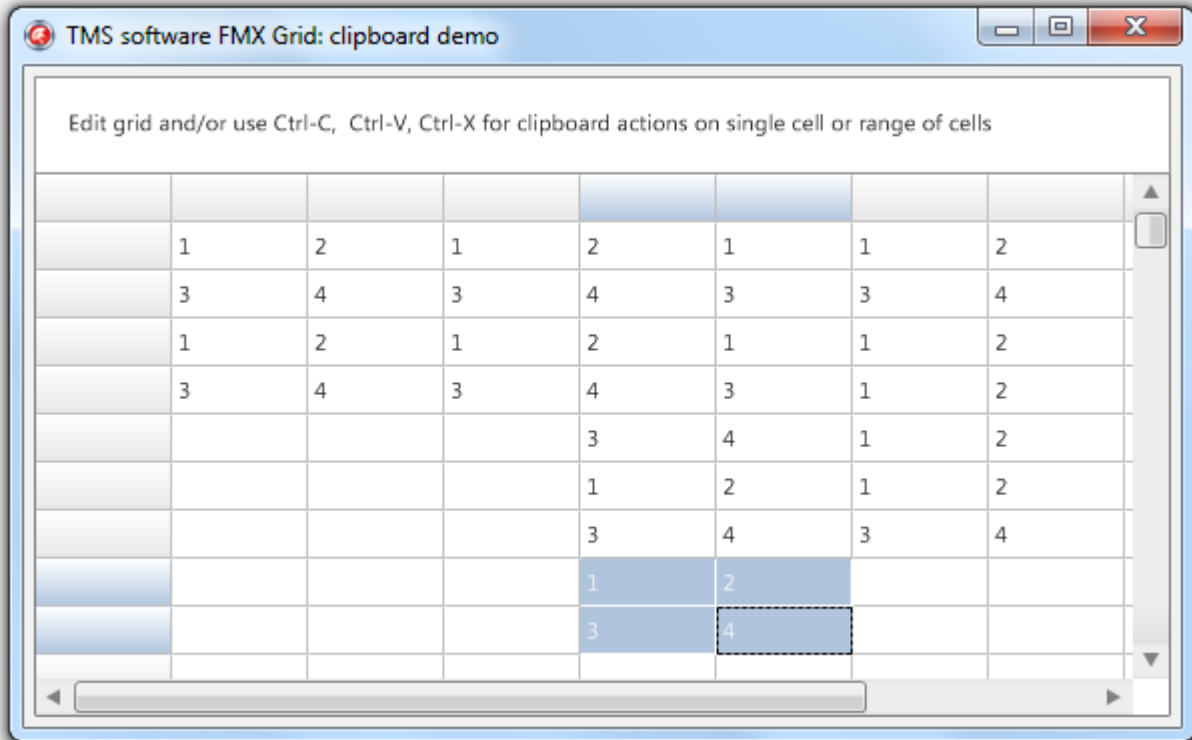 TMS software FMX Grid: clipboard demo
Edit grid and/or use Ctrl-C, Ctrl-V, Ctrl-X for clipboard actions on single cell or range of cells
1 2 1 2 1 1 2
3 4 3 4 3 3 4
1 2 1 2 1 1 2
3 4 3 4 3 1 2
3 4 1 2
1 2 1 2
3 4 3 4
1 2
3 4